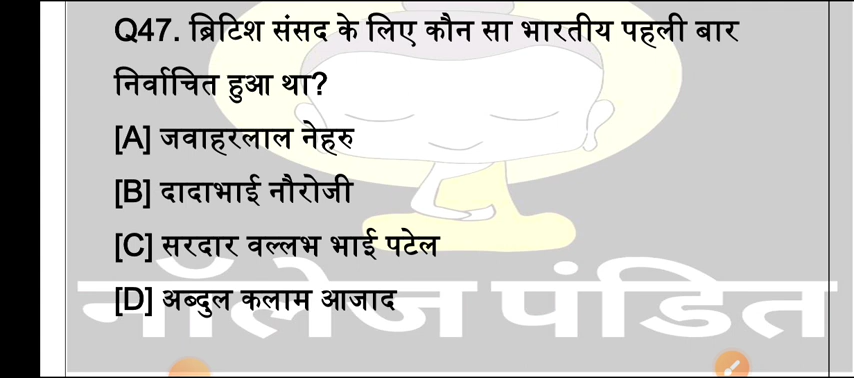 Q47. ब्रिटिश संसद के लिए कौन सा भारतीय पहली बार
निर्वाचित हुआ था?
[A] जवाहरलाल नेहरु
[B] दादाभाई नौरोजी
[C] सरदार वल्लभ भाई पटेल
[D] अब्दुल कलाम आजाद
नॉलेज पंडित